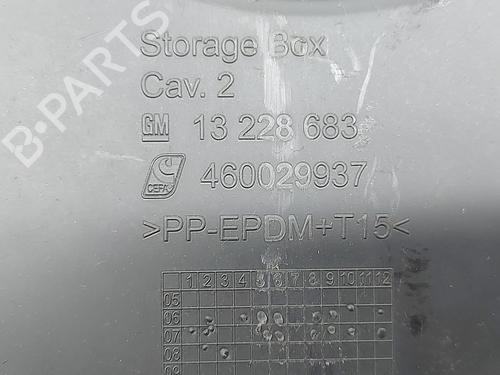 Storage Box
Cav. 2
GM 13 228 683
CEFA 460029937
>PP-EPDM+T15<
1 2 3 4 5 6 7 8 9 10 11 12
05
06
07
08
09
B-PARTS